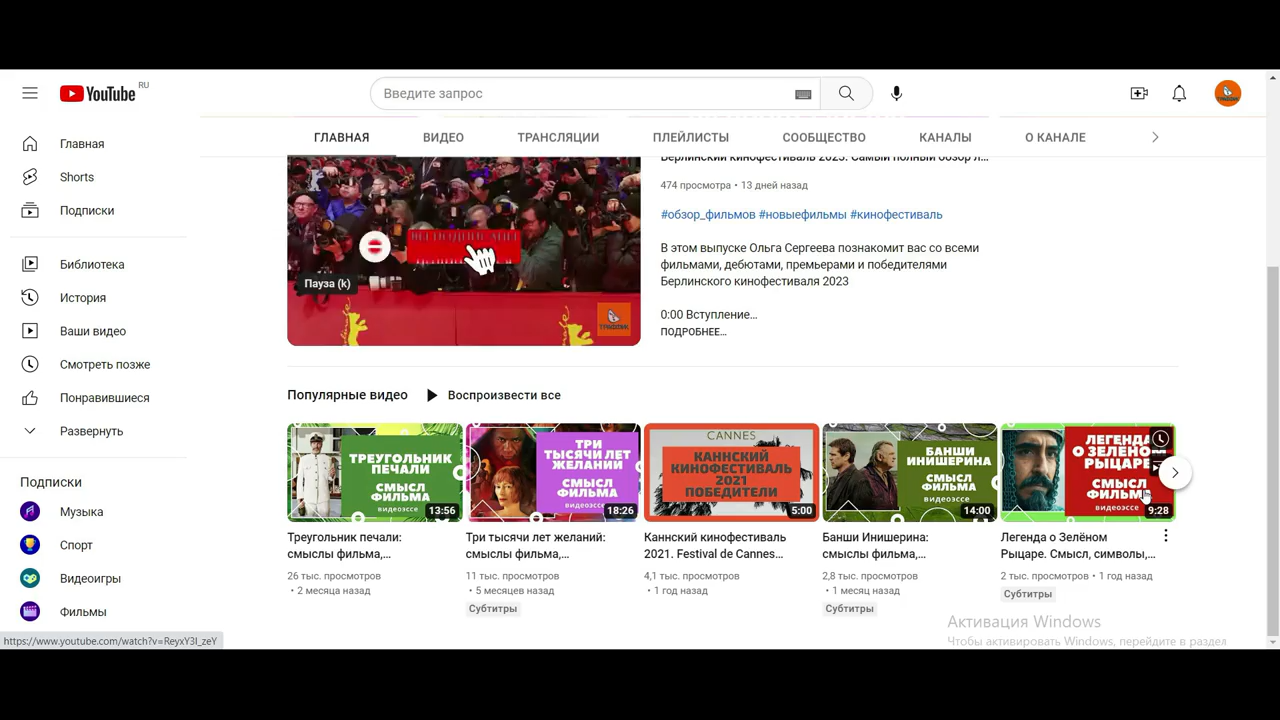 YouTube RU
Введите запрос
ГЛАВНАЯ ВИДЕО ТРАНСЛЯЦИИ ПЛЕЙЛИСТЫ СООБЩЕСТВО КАНАЛЫ О КАНАЛЕ
Главная
Shorts
Подписки
Библиотека
История
Ваши видео
Смотреть позже
Понравившиеся
Развернуть
Подписки
Музыка
Спорт
Видеоигры
Фильмы
Берлинский кинофестиваль 2023. Самый полный обзор л...
474 просмотра • 13 дней назад
#обзор_фильмов #новыефильмы #кинофестиваль
В этом выпуске Ольга Сергеева познакомит вас со всеми
фильмами, дебютами, премьерами и победителями
Берлинского кинофестиваля 2023
0:00 Вступление...
ПОДРОБНЕЕ...
Пауза (k)
Популярные видео Воспроизвести все
ТРЕУГОЛЬНИК
ПЕЧАЛИ
СМЫСЛ
ФИЛЬМА
видеоэссе
13:56
Треугольник печали:
смыслы фильма,...
26 тыс. просмотров
• 2 месяца назад
ТРИ
ТЫСЯЧИ ЛЕТ
ЖЕЛАНИЙ
СМЫСЛ
ФИЛЬМА
видеоэссе
18:26
Три тысячи лет желаний:
смыслы фильма,...
11 тыс. просмотров
• 5 месяцев назад
Субтитры
CANNES
КАННСКИЙ
КИНОФЕСТИВАЛЬ
2021
ПОБЕДИТЕЛИ
5:00
Каннский кинофестиваль
2021. Festival de Cannes...
4,1 тыс. просмотров
• 1 год назад
БАНШИ
ИНИШЕРИНА
СМЫСЛ
ФИЛЬМА
видеоэссе
14:00
Банши Инишерина:
смыслы фильма,...
2,8 тыс. просмотров
• 1 месяц назад
Субтитры
ЛЕГЕНДА
О ЗЕЛЁНОМ
РЫЦАРЕ
СМЫСЛ
ФИЛЬМА
видеоэссе
9:28
Легенда о Зелёном
Рыцаре. Смысл, символы,...
2 тыс. просмотров • 1 год назад
Субтитры
Активация Windows
Чтобы активировать Windows, перейдите в раздел
https://www.youtube.com/watch?v=ReyxY3I_zeY